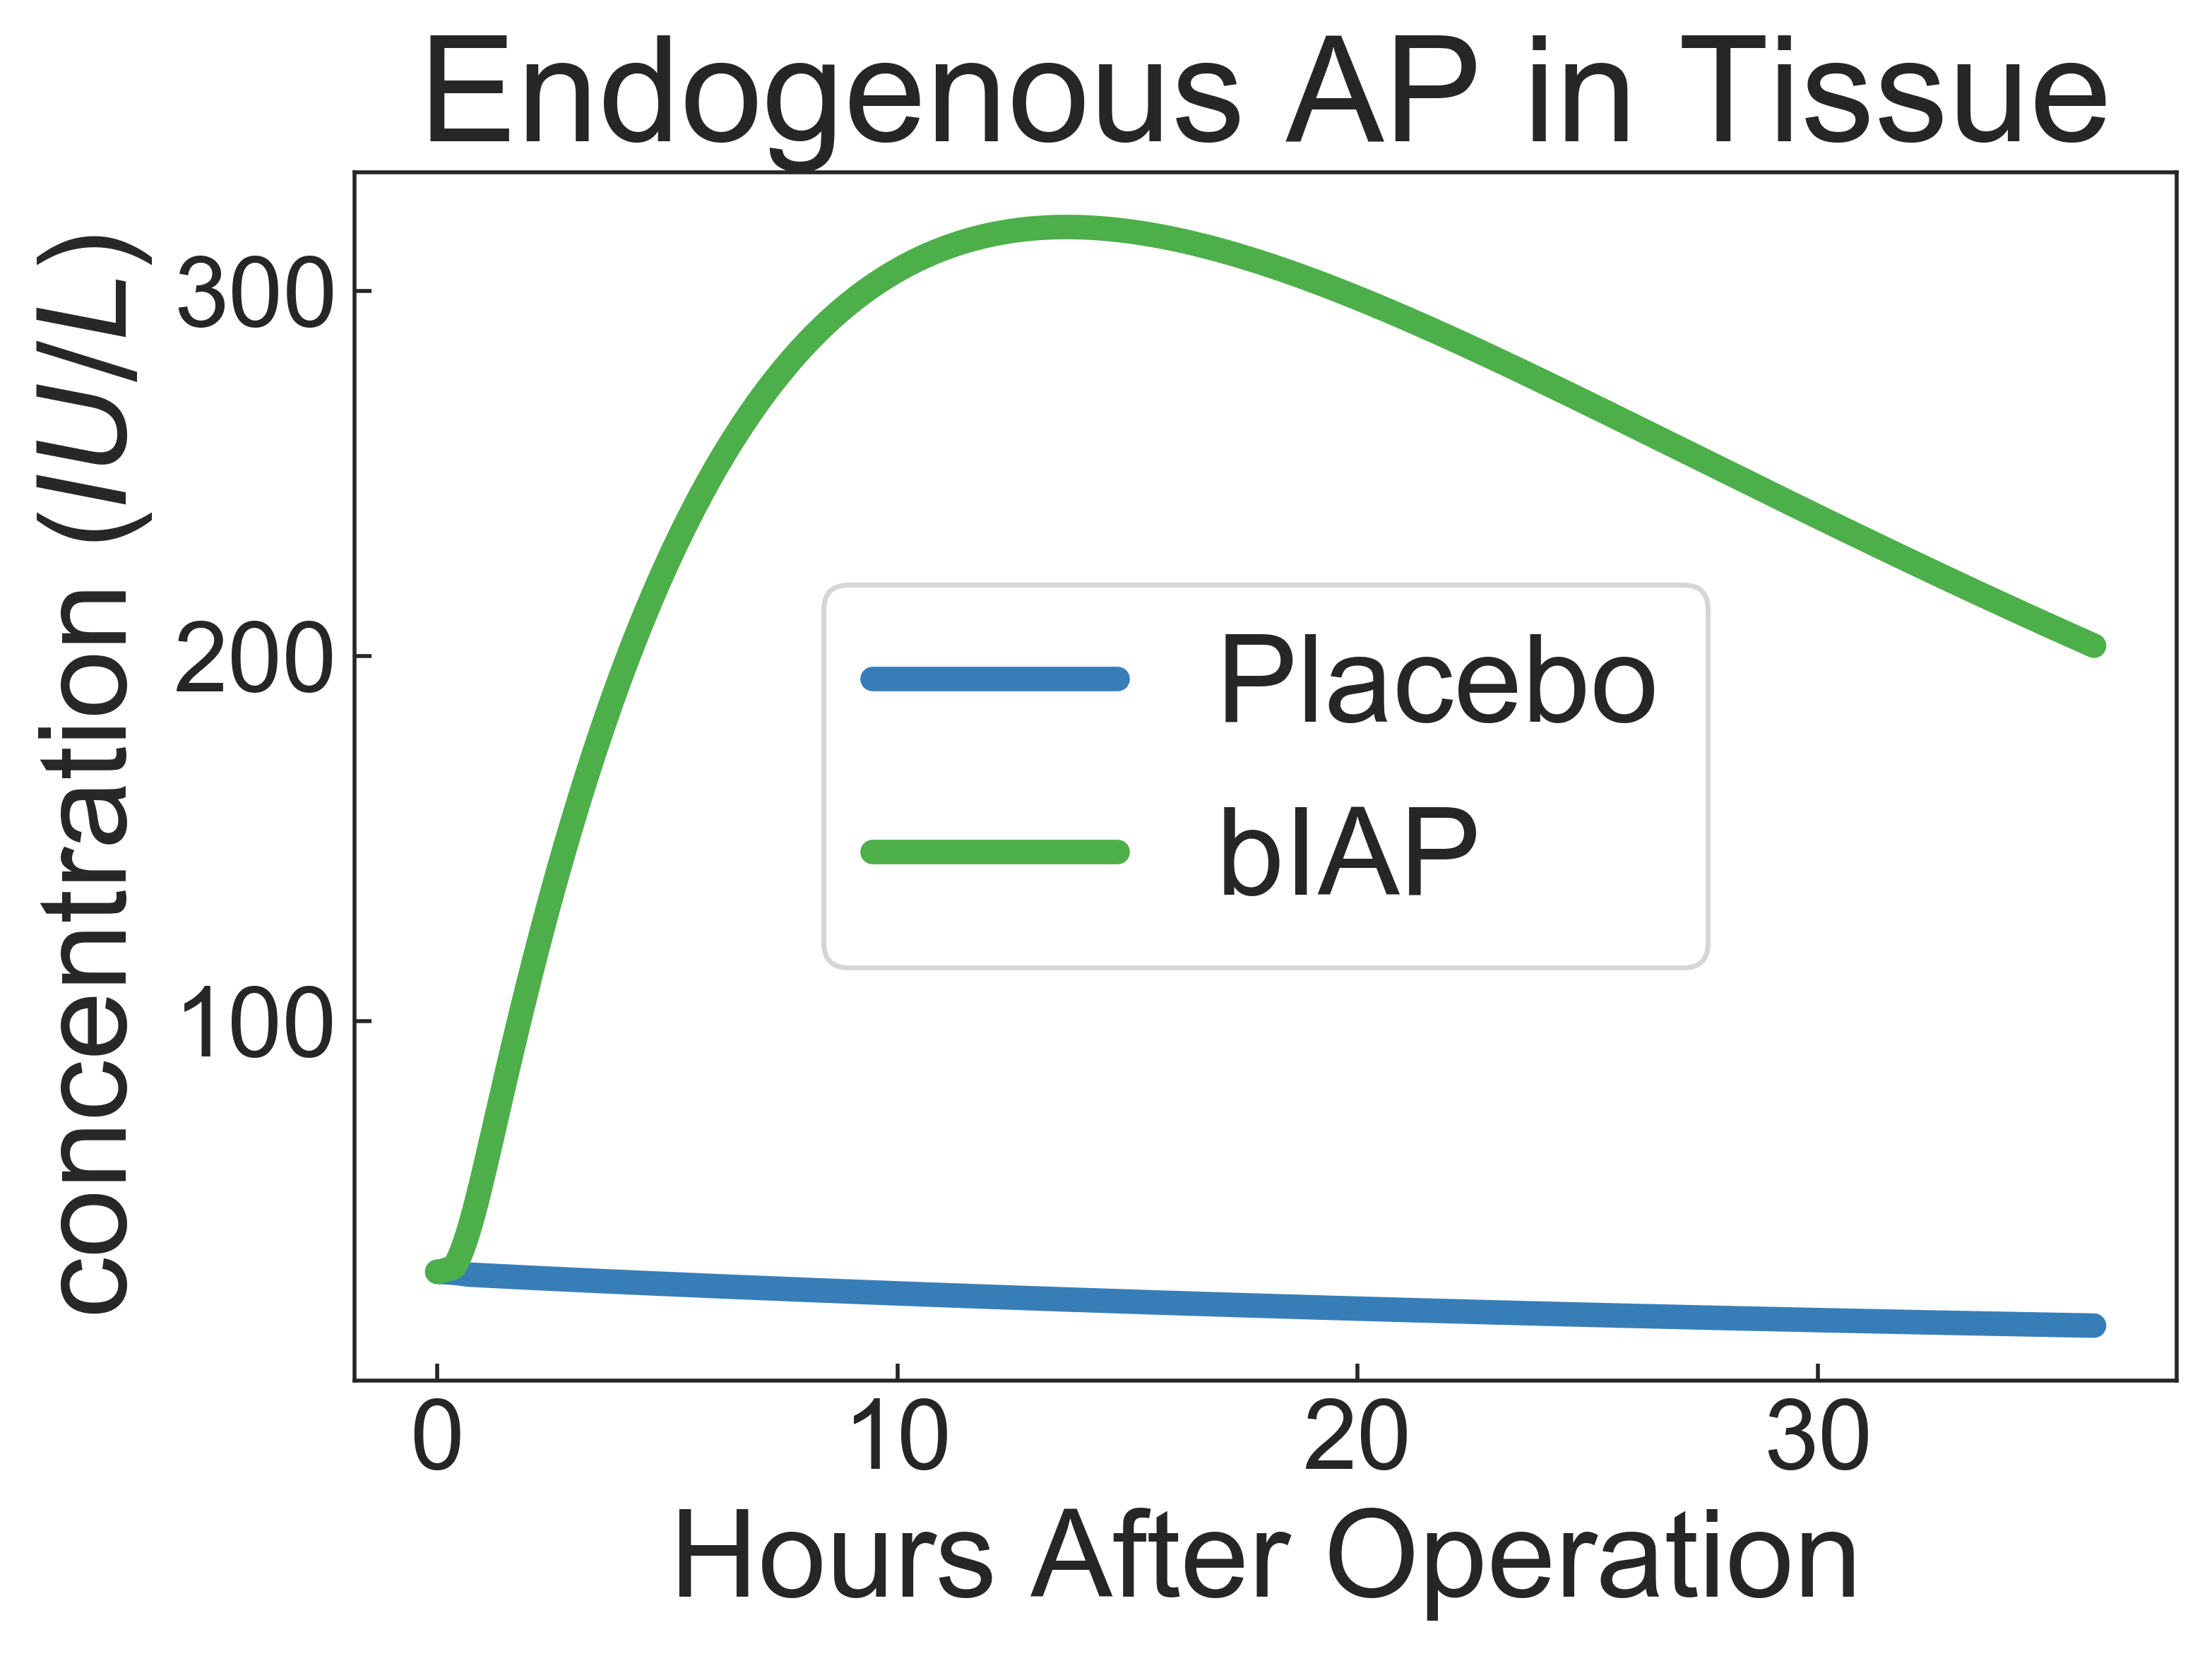 Endogenous AP in Tissue
concentration (IU/L)
300
200
100
Placebo
bIAP
0 10 20 30
Hours After Operation